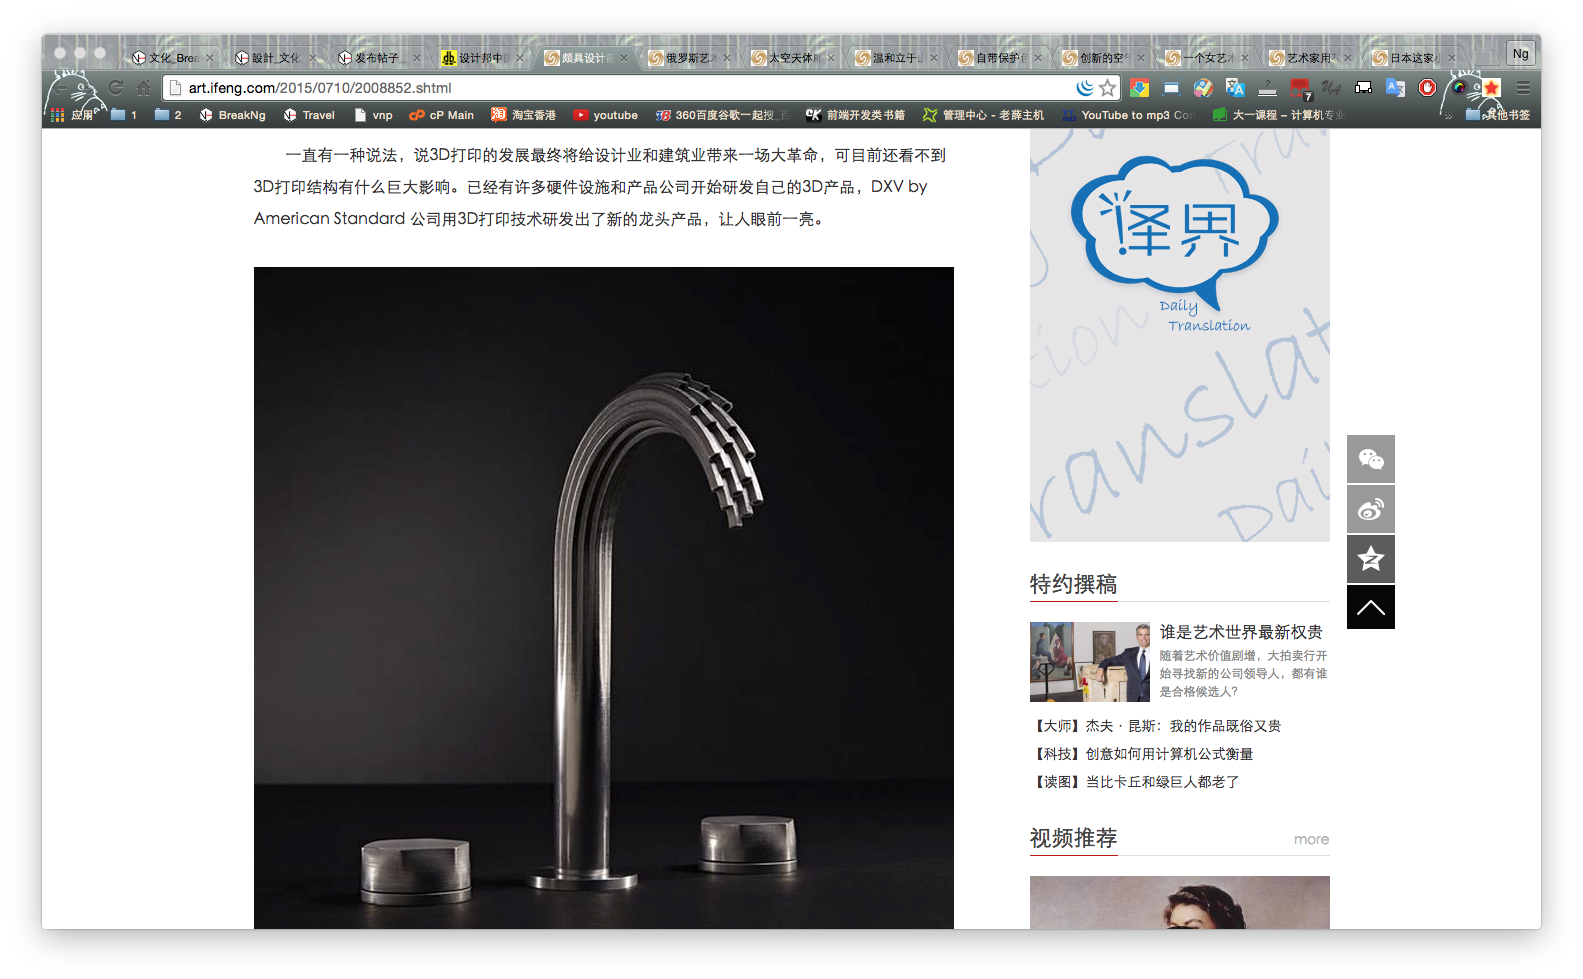 文化_Brea
設計_文化
发布帖子_
设计邦中
颇具设计
俄罗斯艺
太空天体
温和立于
自带保护
创新的空
一个女艺
艺术家用
日本这家
Ng
art.ifeng.com/2015/0710/2008852.shtml
7
应用
1
2
BreakNg
Travel
vnp
cP Main
淘宝香港
youtube
360百度谷歌一起搜_百
前端开发类书籍
管理中心 - 老薛主机
YouTube to mp3 Con
大一课程 – 计算机专业
其他书签
一直有一种说法，说3D打印的发展最终将给设计业和建筑业带来一场大革命，可目前还看不到
3D打印结构有什么巨大影响。已经有许多硬件设施和产品公司开始研发自己的3D产品，DXV by
American Standard 公司用3D打印技术研发出了新的龙头产品，让人眼前一亮。
译界
Daily
Translation
特约撰稿
谁是艺术世界最新权贵
随着艺术价值剧增，大拍卖行开
始寻找新的公司领导人，都有谁
是合格候选人？
【大师】杰夫·昆斯：我的作品既俗又贵
【科技】创意如何用计算机公式衡量
【读图】当比卡丘和绿巨人都老了
视频推荐
more